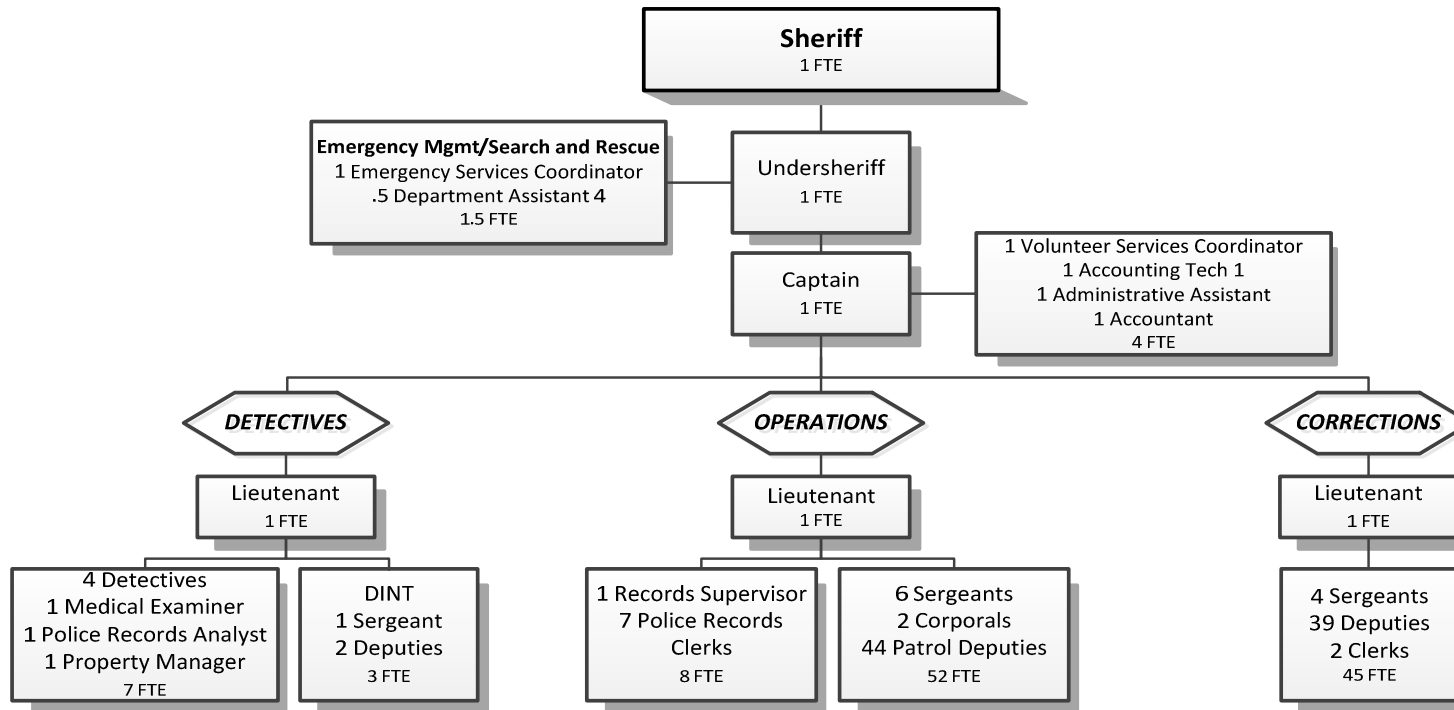 Sheriff
1 FTE
Emergency Mgmt/Search and Rescue
1 Emergency Services Coordinator
.5 Department Assistant 4
1.5 FTE
Undersheriff
1 FTE
Captain
1 FTE
1 Volunteer Services Coordinator
1 Accounting Tech 1
1 Administrative Assistant
1 Accountant
4 FTE
DETECTIVES
OPERATIONS
CORRECTIONS
Lieutenant
1 FTE
Lieutenant
1 FTE
Lieutenant
1 FTE
4 Detectives
1 Medical Examiner
1 Police Records Analyst
1 Property Manager
7 FTE
DINT
1 Sergeant
2 Deputies
3 FTE
1 Records Supervisor
7 Police Records
Clerks
8 FTE
6 Sergeants
2 Corporals
44 Patrol Deputies
52 FTE
4 Sergeants
39 Deputies
2 Clerks
45 FTE